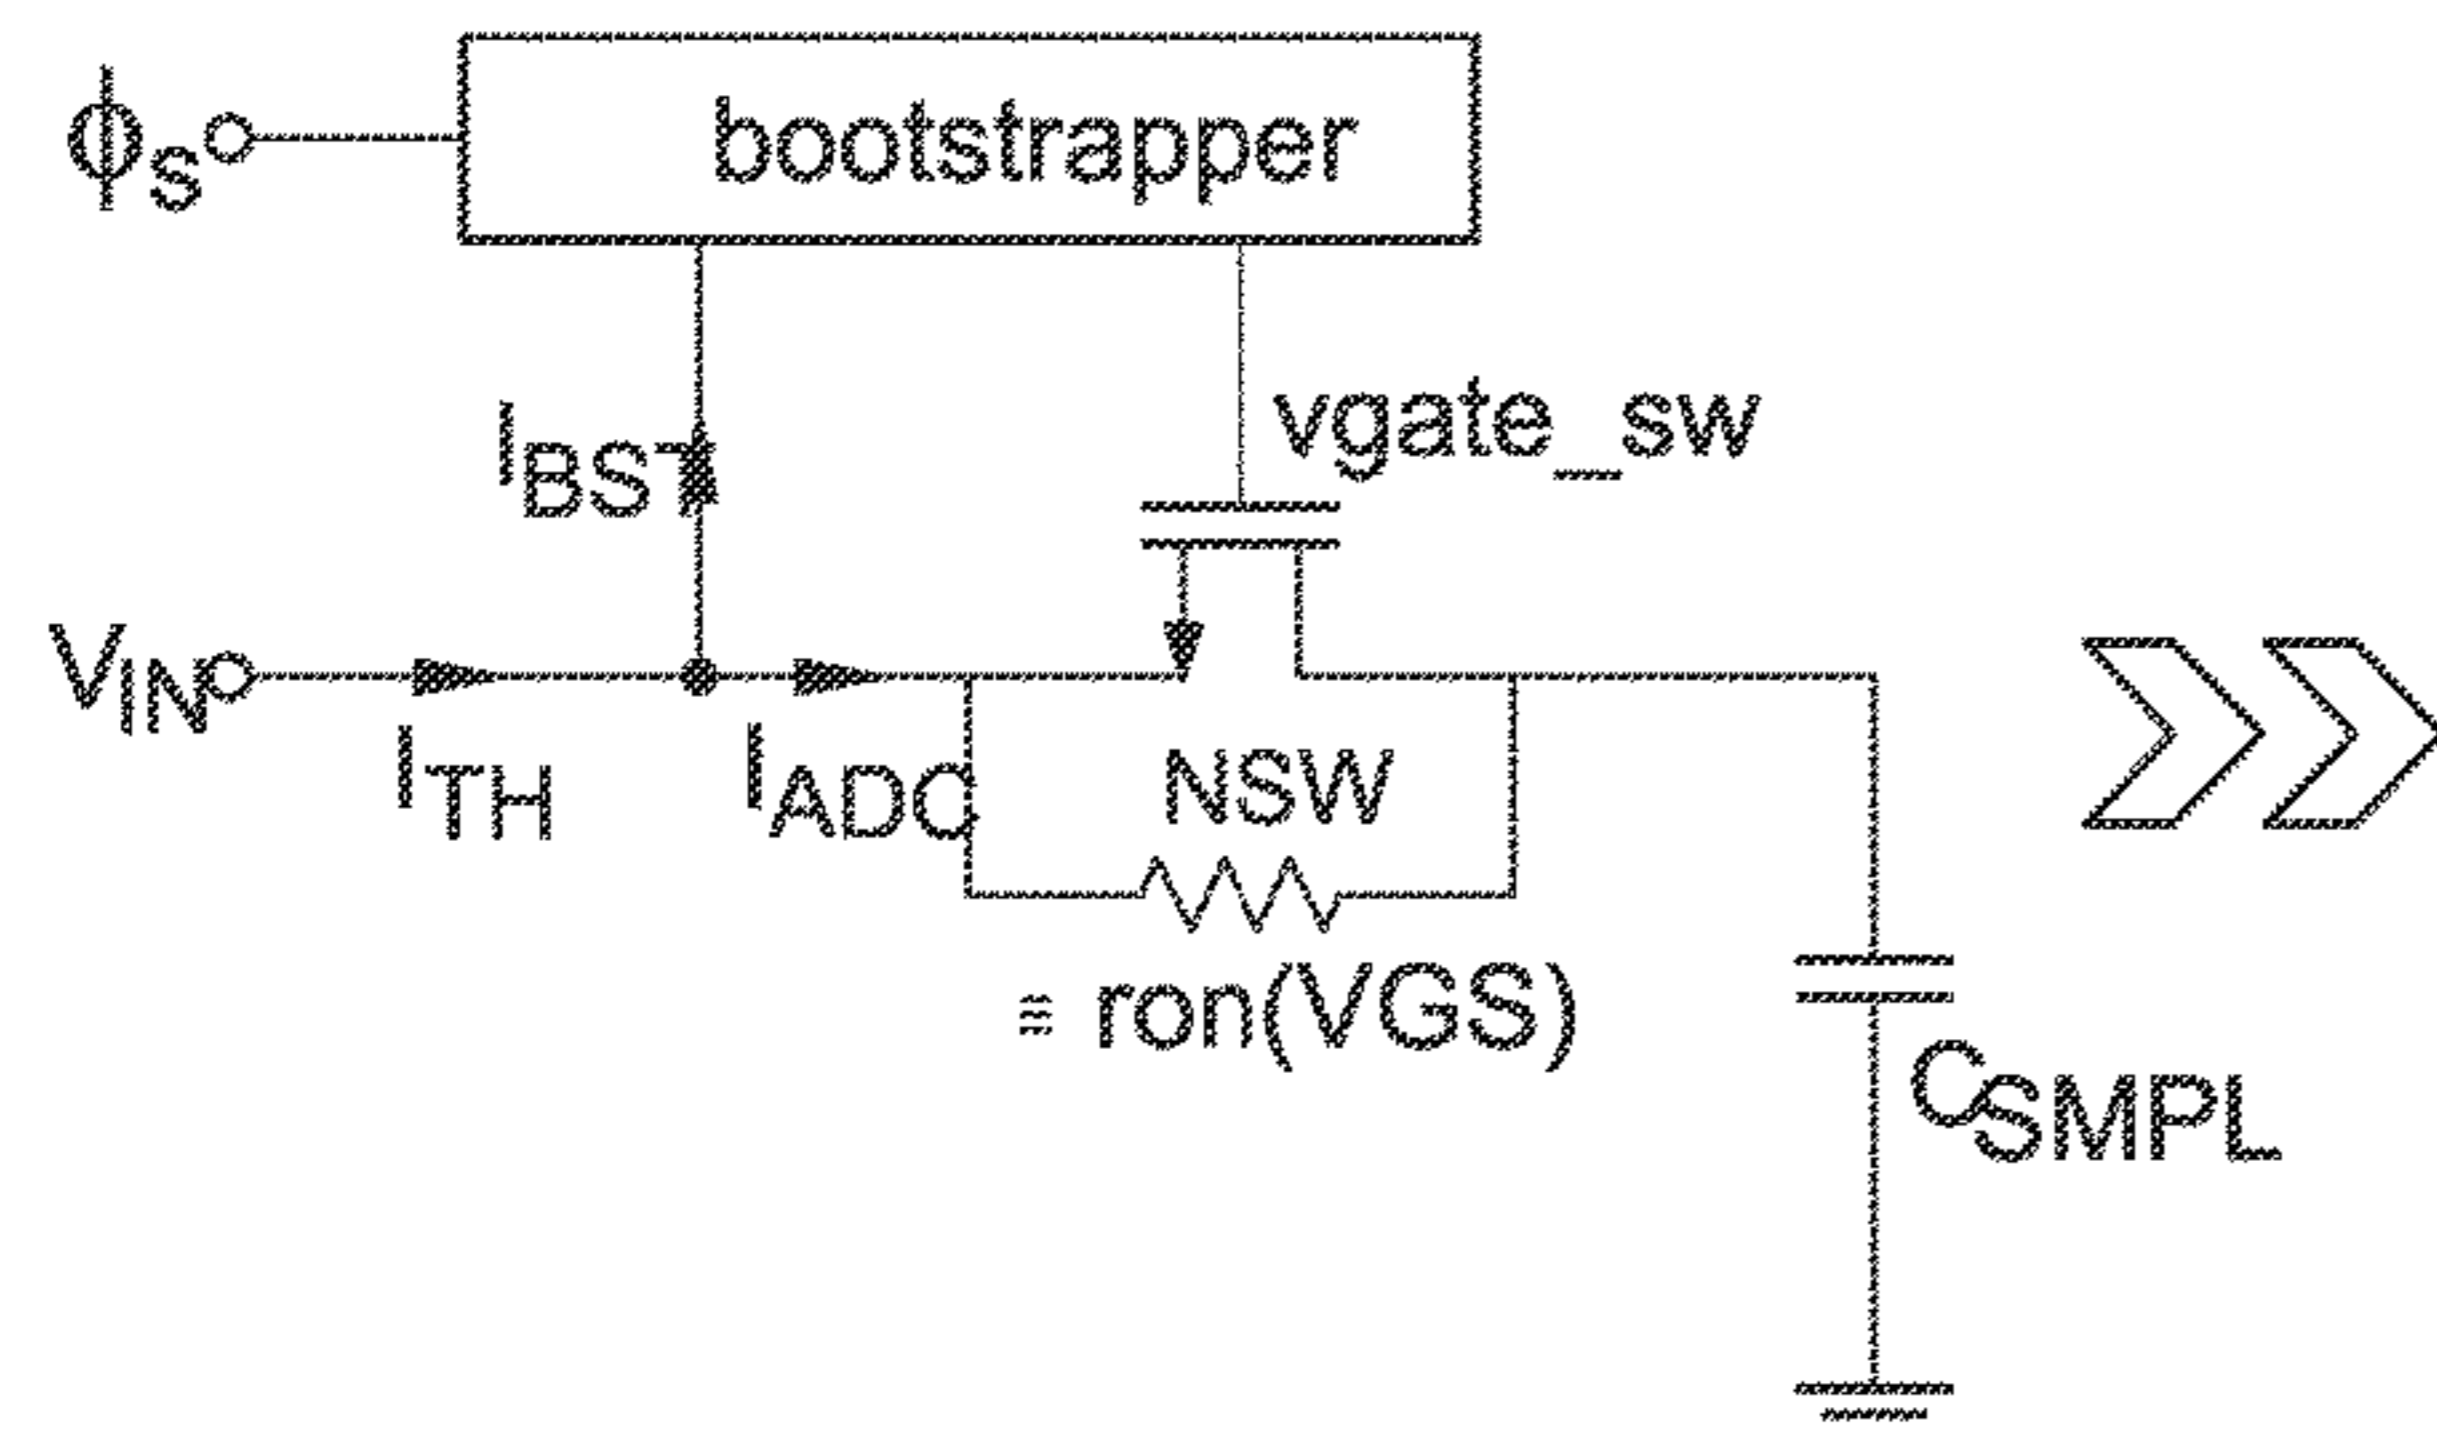 ϕS
bootstrapper
IBST
vgate_sw
VIN
ITH
IADC
NSW
≡ ron(VGS)
CSMPL